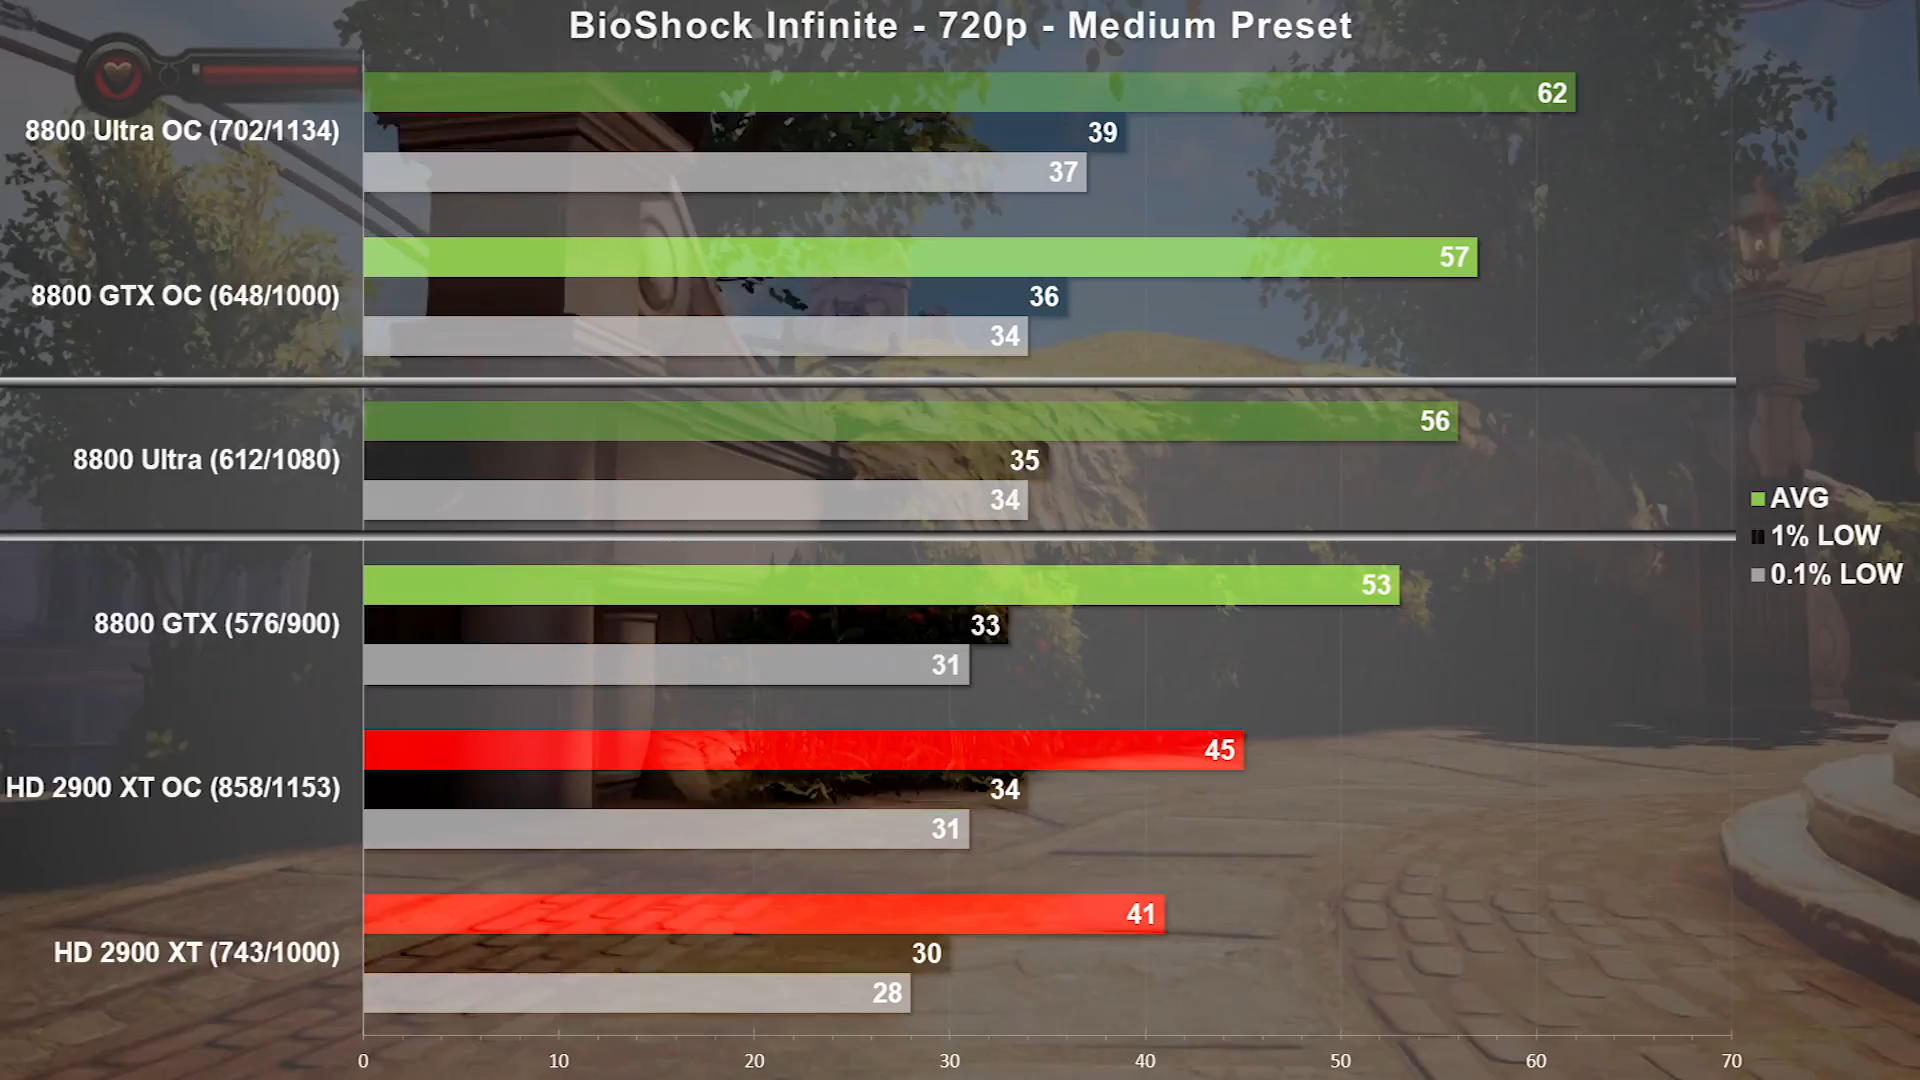 BioShock Infinite - 720p - Medium Preset
8800 Ultra OC (702/1134)
62
39
37
8800 GTX OC (648/1000)
57
36
34
8800 Ultra (612/1080)
56
35
34
8800 GTX (576/900)
53
33
31
HD 2900 XT OC (858/1153)
45
34
31
HD 2900 XT (743/1000)
41
30
28
AVG
1% LOW
0.1% LOW
0 10 20 30 40 50 60 70